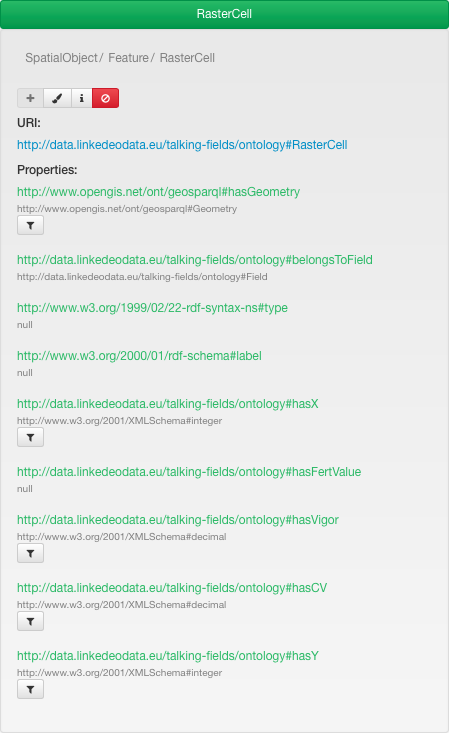 RasterCell
SpatialObject / Feature / RasterCell
URI:
http://data.linkedeodata.eu/talking-fields/ontology#RasterCell
Properties:
http://www.opengis.net/ont/geosparql#hasGeometry
http://www.opengis.net/ont/geosparql#Geometry
http://data.linkedeodata.eu/talking-fields/ontology#belongsToField
http://data.linkedeodata.eu/talking-fields/ontology#Field
http://www.w3.org/1999/02/22-rdf-syntax-ns#type
null
http://www.w3.org/2000/01/rdf-schema#label
null
http://data.linkedeodata.eu/talking-fields/ontology#hasX
http://www.w3.org/2001/XMLSchema#integer
http://data.linkedeodata.eu/talking-fields/ontology#hasFertValue
null
http://data.linkedeodata.eu/talking-fields/ontology#hasVigor
http://www.w3.org/2001/XMLSchema#decimal
http://data.linkedeodata.eu/talking-fields/ontology#hasCV
http://www.w3.org/2001/XMLSchema#decimal
http://data.linkedeodata.eu/talking-fields/ontology#hasY
http://www.w3.org/2001/XMLSchema#integer